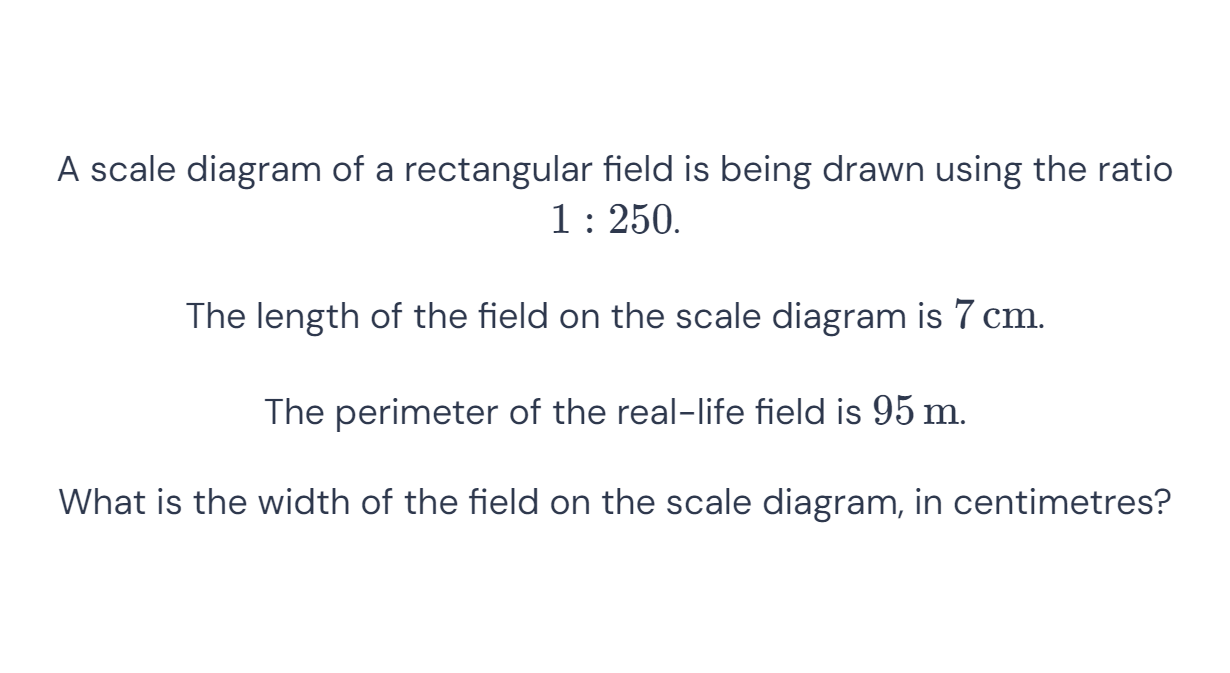 A scale diagram of a rectangular field is being drawn using the ratio
1 : 250.
The length of the field on the scale diagram is 7 cm.
The perimeter of the real-life field is 95 m.
What is the width of the field on the scale diagram, in centimetres?